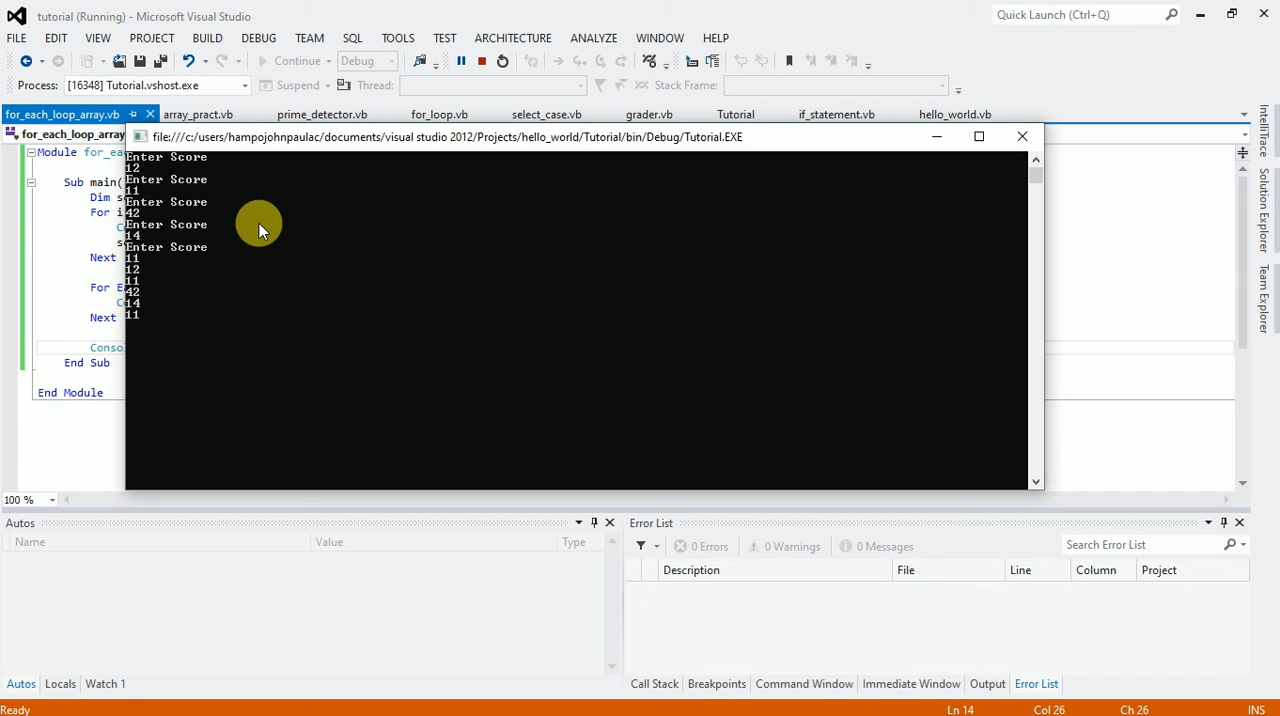 tutorial (Running) - Microsoft Visual Studio
Quick Launch (Ctrl+Q)
FILE EDIT VIEW PROJECT BUILD DEBUG TEAM SQL TOOLS TEST ARCHITECTURE ANALYZE WINDOW HELP
Continue Debug
Process: [16348] Tutorial.vshost.exe Suspend Thread: Stack Frame:
for_each_loop_array.vb array_pract.vb prime_detector.vb for_loop.vb select_case.vb grader.vb Tutorial if_statement.vb hello_world.vb
for_each_loop_array
file:///c:/users/hampojohnpaulac/documents/visual studio 2012/Projects/hello_world/Tutorial/bin/Debug/Tutorial.EXE
Module for_ea
Sub main(
Dim s
For i
Next
For Ea
Next
Conso
End Sub
End Module
Enter Score
12
Enter Score
11
Enter Score
42
Enter Score
14
Enter Score
11
12
11
42
14
11
IntelliTrace
Solution Explorer
Team Explorer
100 %
Autos
Name Value Type
Error List
0 Errors 0 Warnings 0 Messages Search Error List
Description File Line Column Project
Autos Locals Watch 1
Call Stack Breakpoints Command Window Immediate Window Output Error List
Ready Ln 14 Col 26 Ch 26 INS